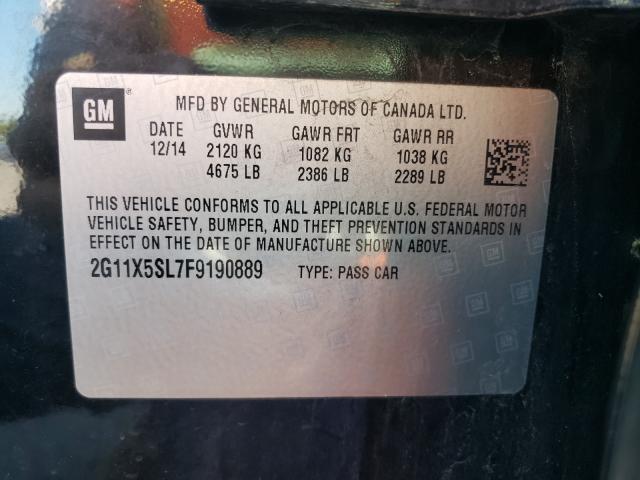 GM
MFD BY GENERAL MOTORS OF CANADA LTD.
DATE GVWR GAWR FRT GAWR RR
12/14 2120 KG 1082 KG 1038 KG
4675 LB 2386 LB 2289 LB
THIS VEHICLE CONFORMS TO ALL APPLICABLE U.S. FEDERAL MOTOR
VEHICLE SAFETY, BUMPER, AND THEFT PREVENTION STANDARDS IN
EFFECT ON THE DATE OF MANUFACTURE SHOWN ABOVE.
2G11X5SL7F9190889 TYPE: PASS CAR